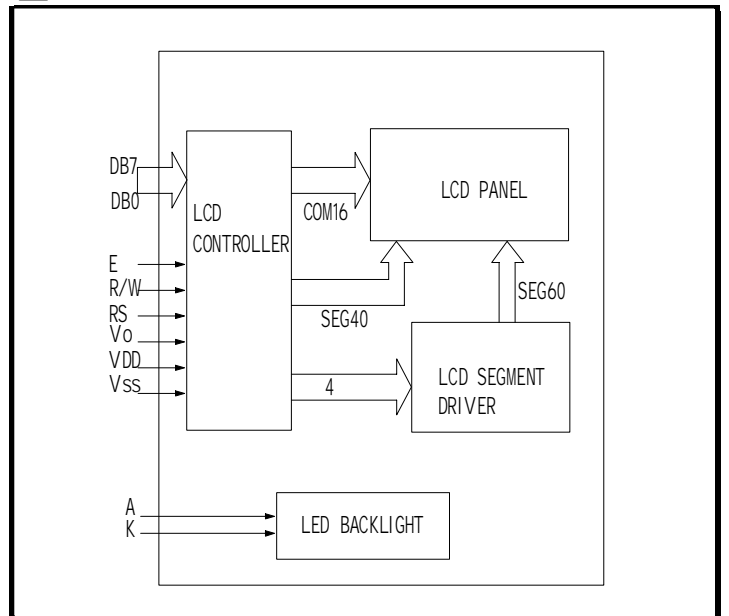 DB7
DB0
E
R/W
RS
Vo
VDD
Vss
LCD
CONTROLLER
COM16
LCD PANEL
SEG40
SEG60
4
LCD SEGMENT
DRIVER
A
K
LED BACKLIGHT